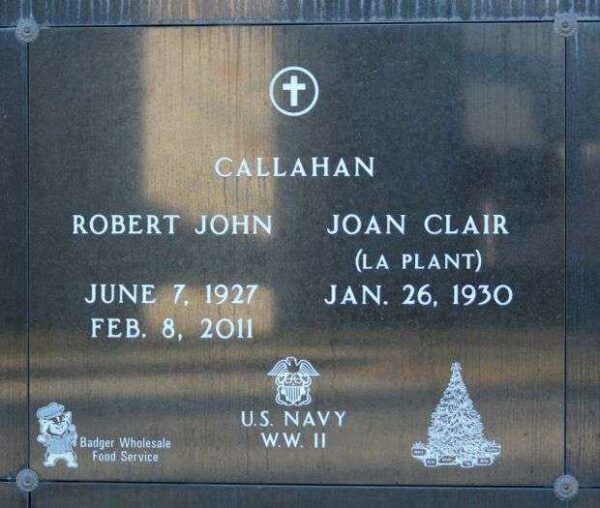 CALLAHAN
ROBERT JOHN JOAN CLAIR
(LA PLANT)
JUNE 7, 1927 JAN. 26, 1930
FEB. 8, 2011
U.S. NAVY
W.W. II
Badger Wholesale
Food Service